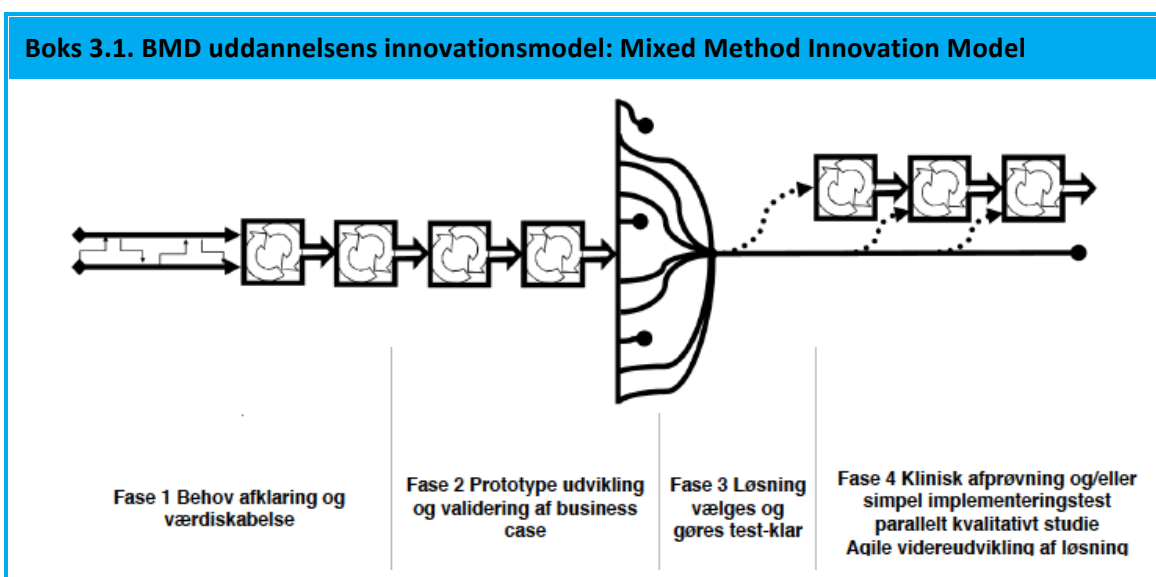 Boks 3.1. BMD uddannelsens innovationsmodel: Mixed Method Innovation Model
Fase 1 Behov afklaring og
værdiskabelse
Fase 2 Prototype udvikling
og validering af business
case
Fase 3 Løsning
vælges og
gøres test-klar
Fase 4 Klinisk afprøvning og/eller
simpel implementeringstest
parallelt kvalitativt studie
Agile videreudvikling af løsning